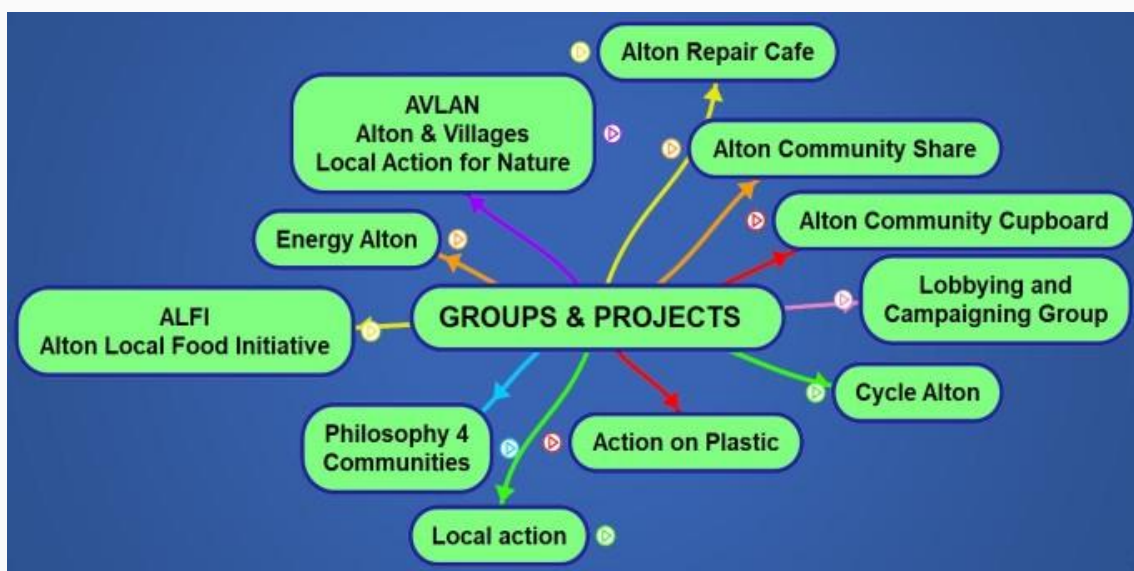 Alton Repair Cafe
AVLAN
Alton & Villages
Local Action for Nature
Alton Community Share
Alton Community Cupboard
Energy Alton
Lobbying and
Campaigning Group
GROUPS & PROJECTS
ALFI
Alton Local Food Initiative
Cycle Alton
Philosophy 4
Communities
Action on Plastic
Local action